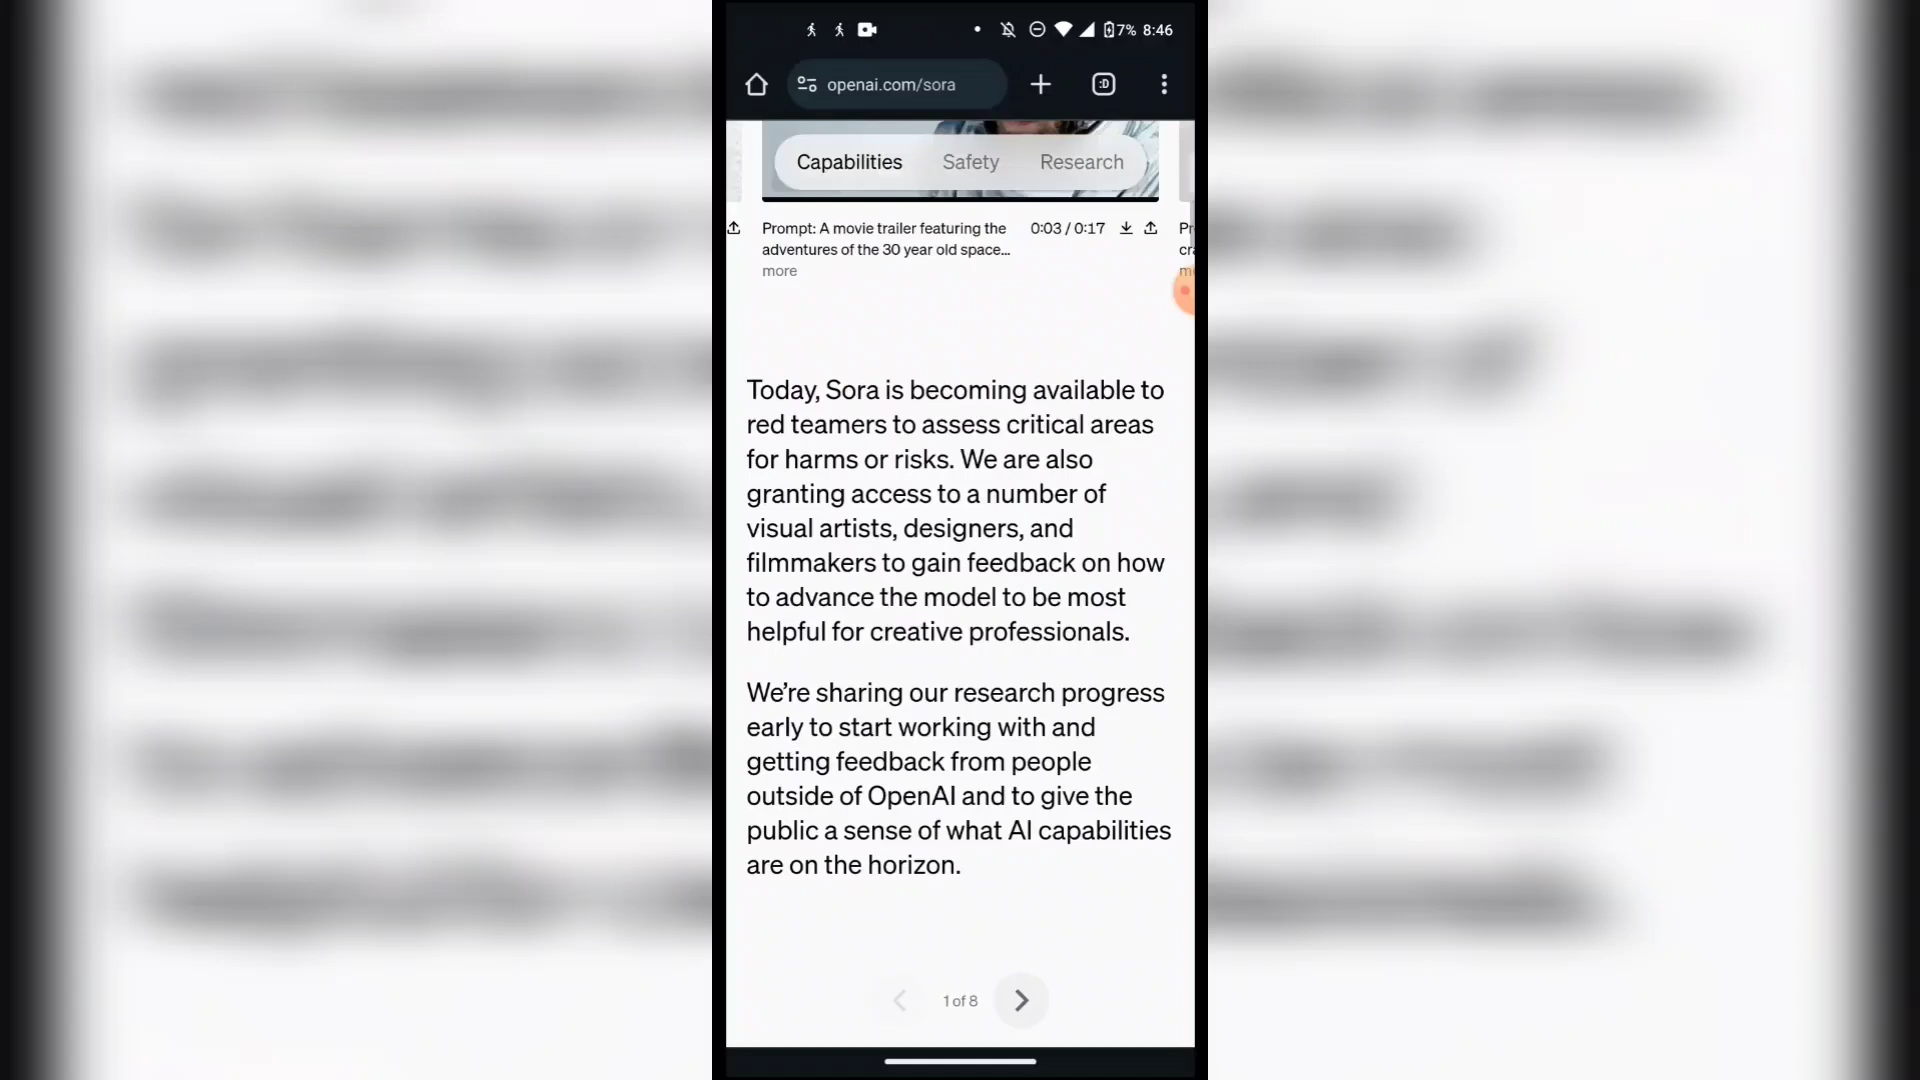 7% 8:46
:D
openai.com/sora
Capabilities Safety Research
Prompt: A movie trailer featuring the
adventures of the 30 year old space...
more
0:03 / 0:17
Today, Sora is becoming available to
red teamers to assess critical areas
for harms or risks. We are also
granting access to a number of
visual artists, designers, and
filmmakers to gain feedback on how
to advance the model to be most
helpful for creative professionals.
We’re sharing our research progress
early to start working with and
getting feedback from people
outside of OpenAI and to give the
public a sense of what AI capabilities
are on the horizon.
1 of 8